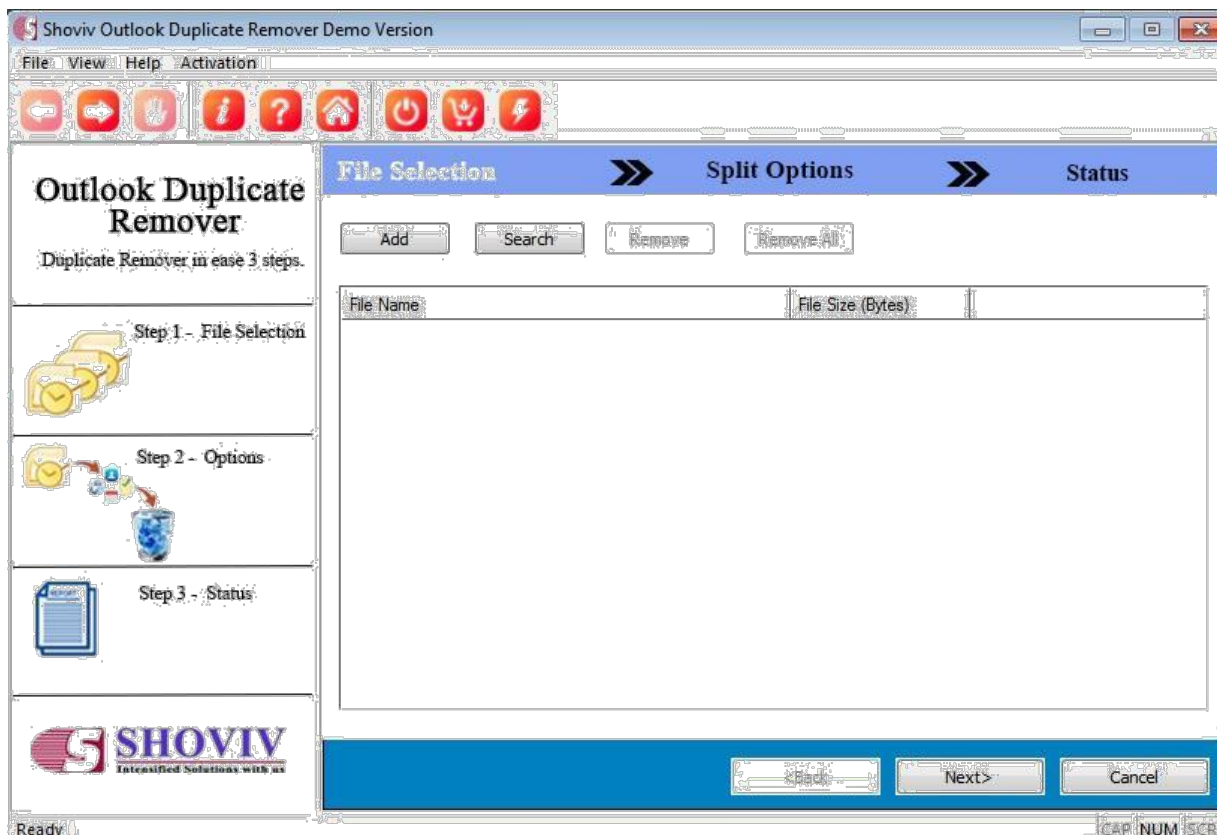 Shoviv Outlook Duplicate Remover Demo Version
File View Help Activation
Outlook Duplicate
Remover
Duplicate Remover in ease 3 steps.
Step 1 - File Selection
Step 2 - Options
Step 3 - Status
SHOVIV
Intensified Solutions with us
File Selection Split Options Status
Add Search Remove Remove All
File Name File Size (Bytes)
<Back Next> Cancel
Ready CAP NUM SCR